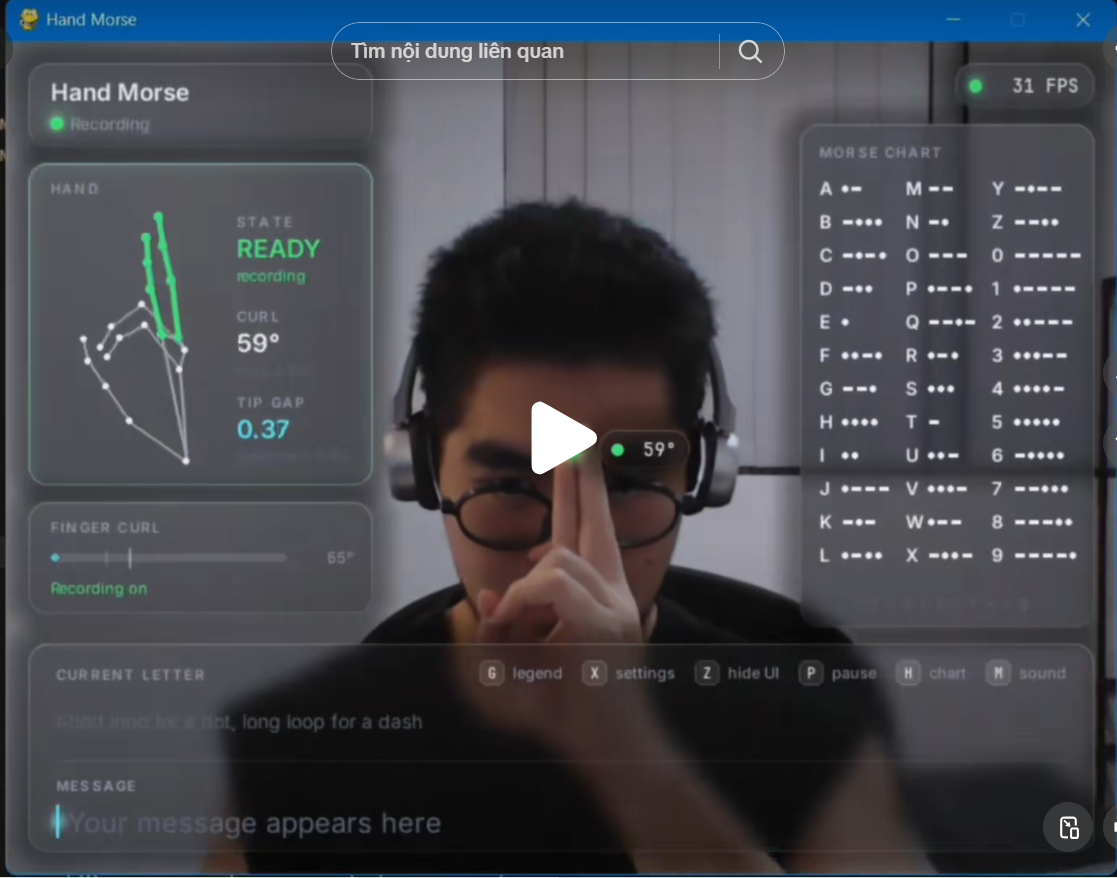 Hand Morse
Tìm nội dung liên quan
Hand Morse
Recording
31 FPS
HAND
STATE
READY
recording
CURL
59°
TIP GAP
0.37
59°
FINGER CURL
65°
Recording on
MORSE CHART
A •− M −− Y −•−−
B −••• N −• Z −−••
C −•−• O −−− 0 −−−−−
D −•• P •−−• 1 •−−−−
E • Q −−•− 2 ••−−−
F ••−• R •−• 3 •••−−
G −−• S ••• 4 ••••−
H •••• T − 5 •••••
I •• U ••− 6 −••••
J •−−− V •••− 7 −−•••
K −•− W •−− 8 −−−••
L •−•• X −••− 9 −−−−•
CURRENT LETTER
G legend X settings Z hide UI P pause H chart M sound
dot, long loop for a dash
MESSAGE
Your message appears here